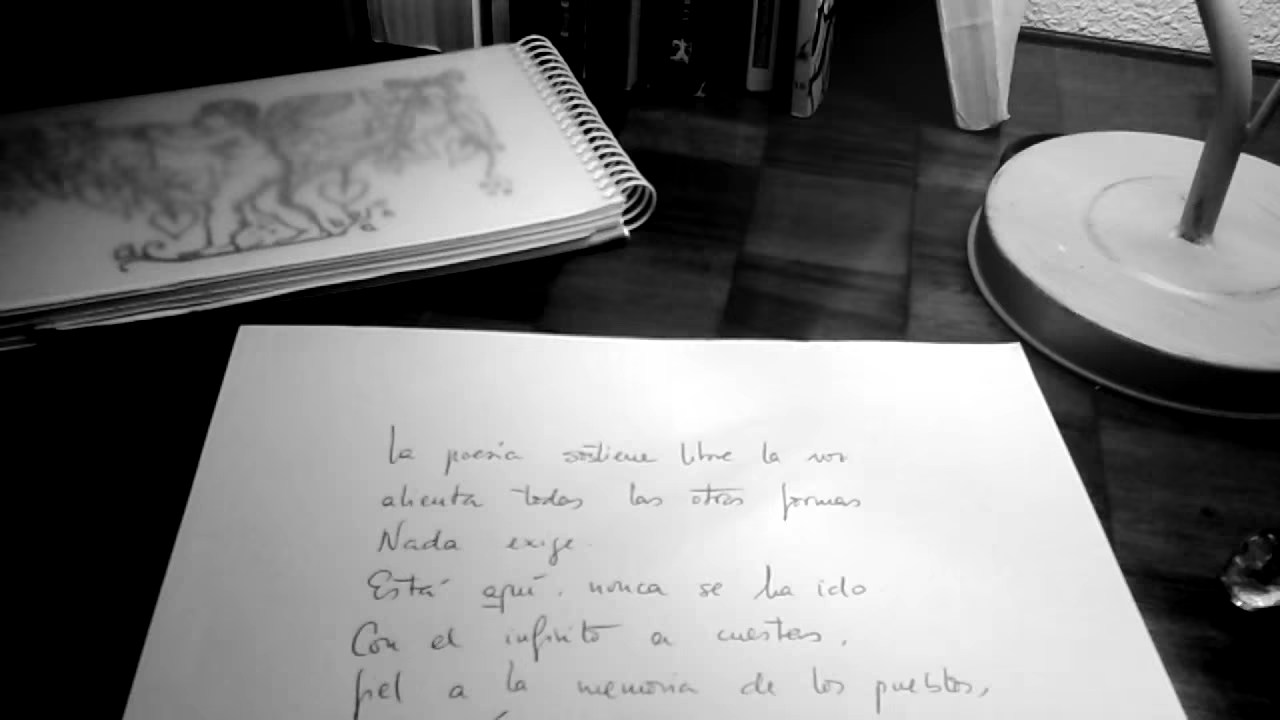 La poesía sostiene libre la voz
alienta todas las otras formas
Nada exige.
Está aquí, nunca se ha ido
Con el infinito a cuestas,
fiel a la memoria de los pueblos,